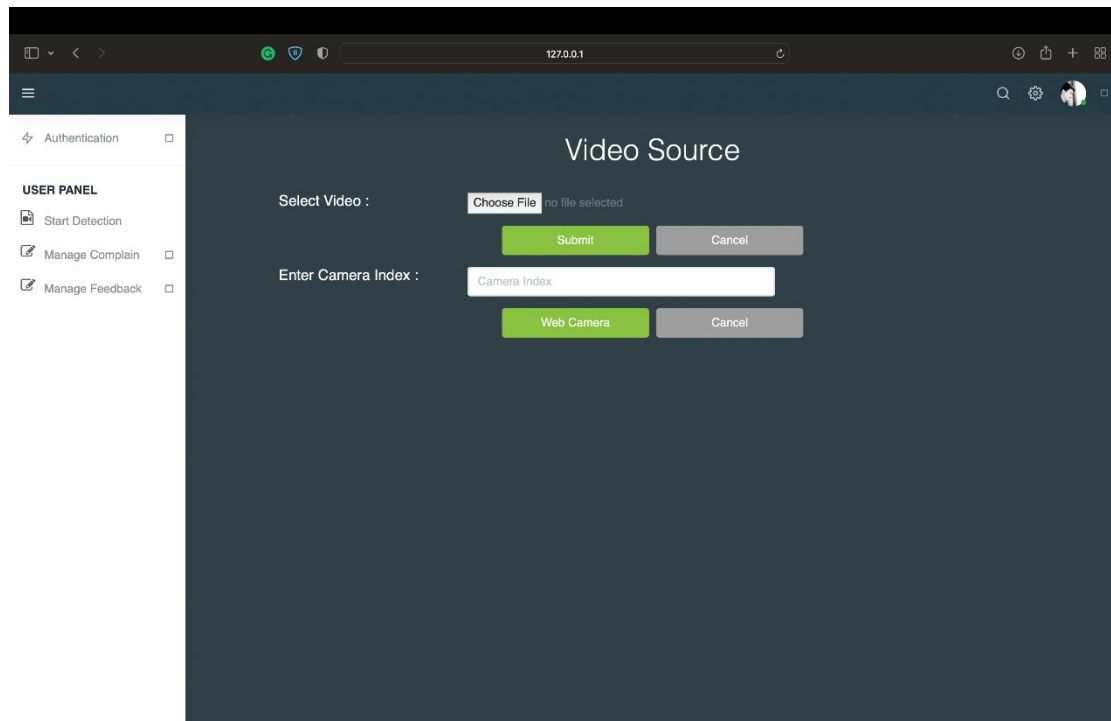 127.0.0.1
Authentication
Video Source
USER PANEL
Select Video :
Choose File no file selected
Start Detection
Submit Cancel
Manage Complain
Enter Camera Index :
Camera Index
Manage Feedback
Web Camera Cancel